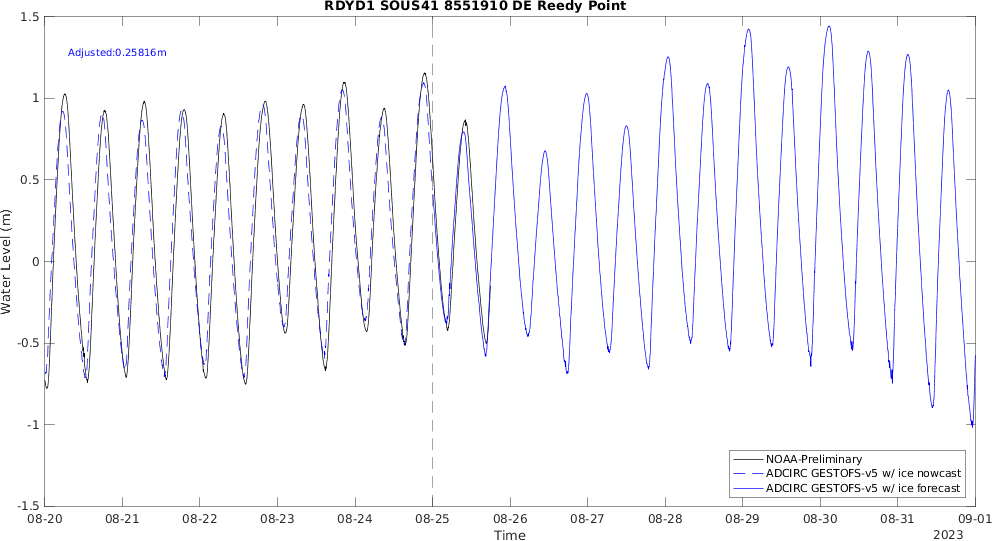 RDYD1 SOUS41 8551910 DE Reedy Point
1.5
Adjusted:0.25816m
1
0.5
0
-0.5
-1
-1.5
Water Level (m)
NOAA-Preliminary
ADCIRC GESTOFS-v5 w/ ice nowcast
ADCIRC GESTOFS-v5 w/ ice forecast
08-20 08-21 08-22 08-23 08-24 08-25 08-26 08-27 08-28 08-29 08-30 08-31 09-01
Time
2023